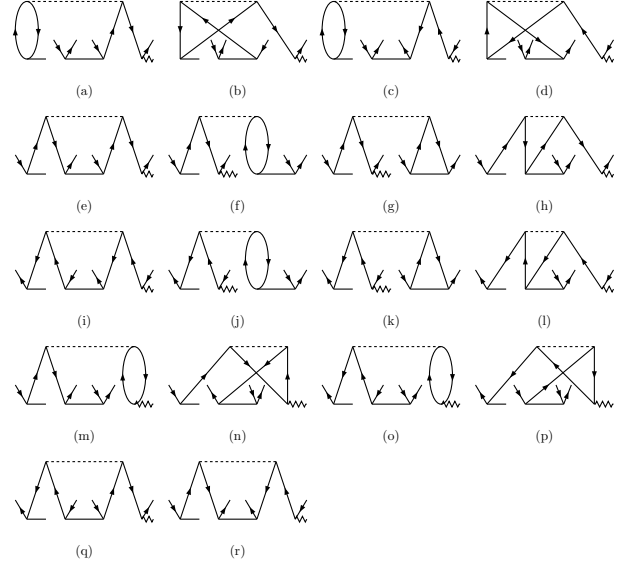 (a) (b) (c) (d)
(e) (f) (g) (h)
(i) (j) (k) (l)
(m) (n) (o) (p)
(q) (r)